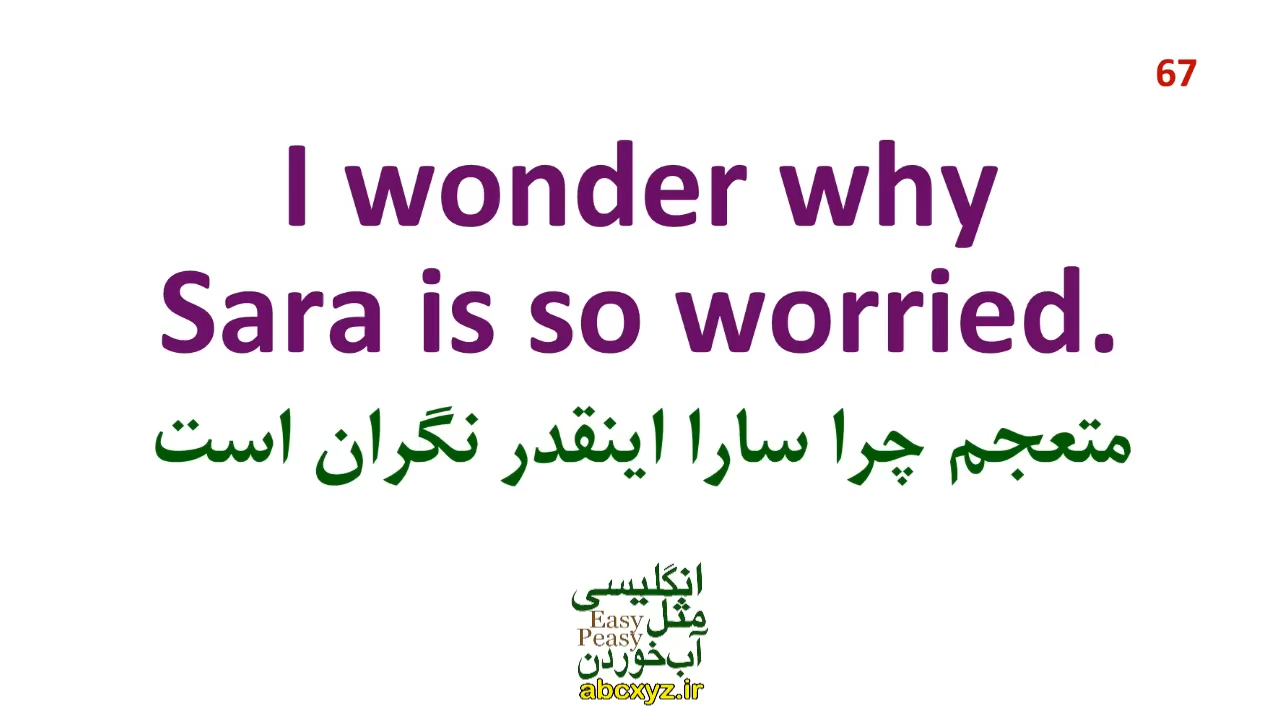 67
I wonder why
Sara is so worried.
متعجم چرا سارا اینقدر نگران است
انگلیسی
مثل
Easy
Peasy
آب‌خوردن
abcxyz.ir